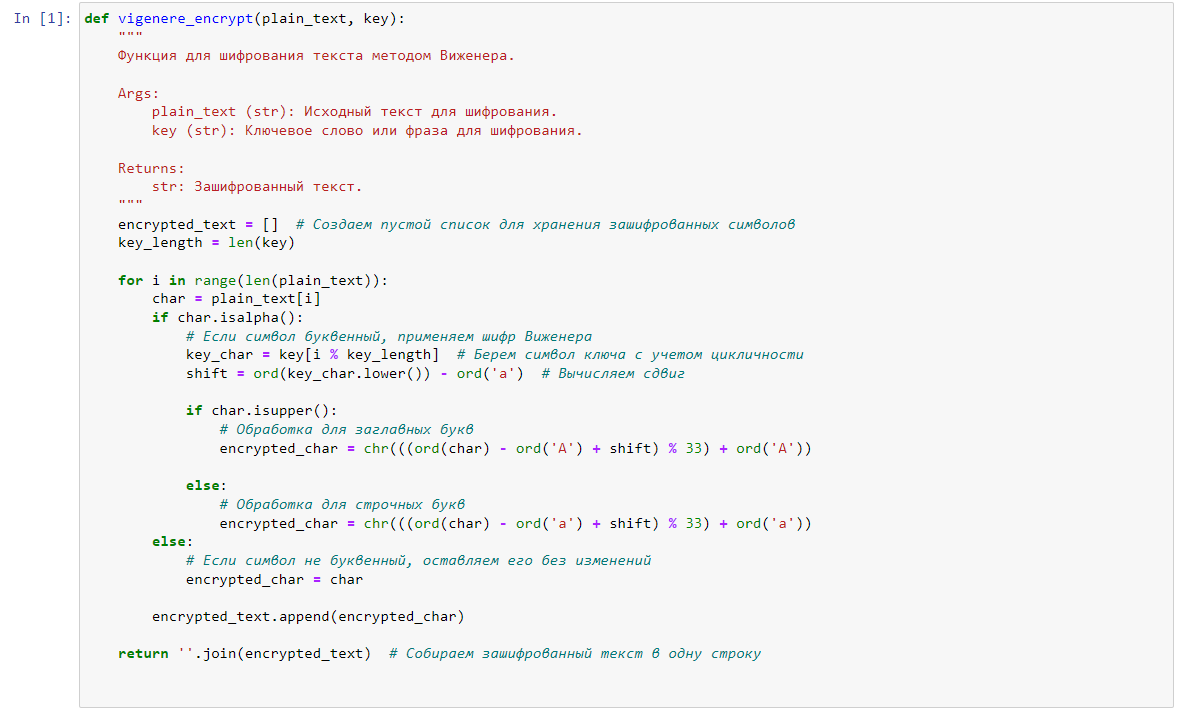 In [1]: def vigenere_encrypt(plain_text, key):
"""
Функция для шифрования текста методом Виженера.
Args:
plain_text (str): Исходный текст для шифрования.
key (str): Ключевое слово или фраза для шифрования.
Returns:
str: Зашифрованный текст.
"""
encrypted_text = [] # Создаем пустой список для хранения зашифрованных символов
key_length = len(key)
for i in range(len(plain_text)):
char = plain_text[i]
if char.isalpha():
# Если символ буквенный, применяем шифр Виженера
key_char = key[i % key_length] # Берем символ ключа с учетом цикличности
shift = ord(key_char.lower()) - ord('а') # Вычисляем сдвиг
if char.isupper():
# Обработка для заглавных букв
encrypted_char = chr(((ord(char) - ord('А') + shift) % 33) + ord('А'))
else:
# Обработка для строчных букв
encrypted_char = chr(((ord(char) - ord('а') + shift) % 33) + ord('а'))
else:
# Если символ не буквенный, оставляем его без изменений
encrypted_char = char
encrypted_text.append(encrypted_char)
return ''.join(encrypted_text) # Собираем зашифрованный текст в одну строку